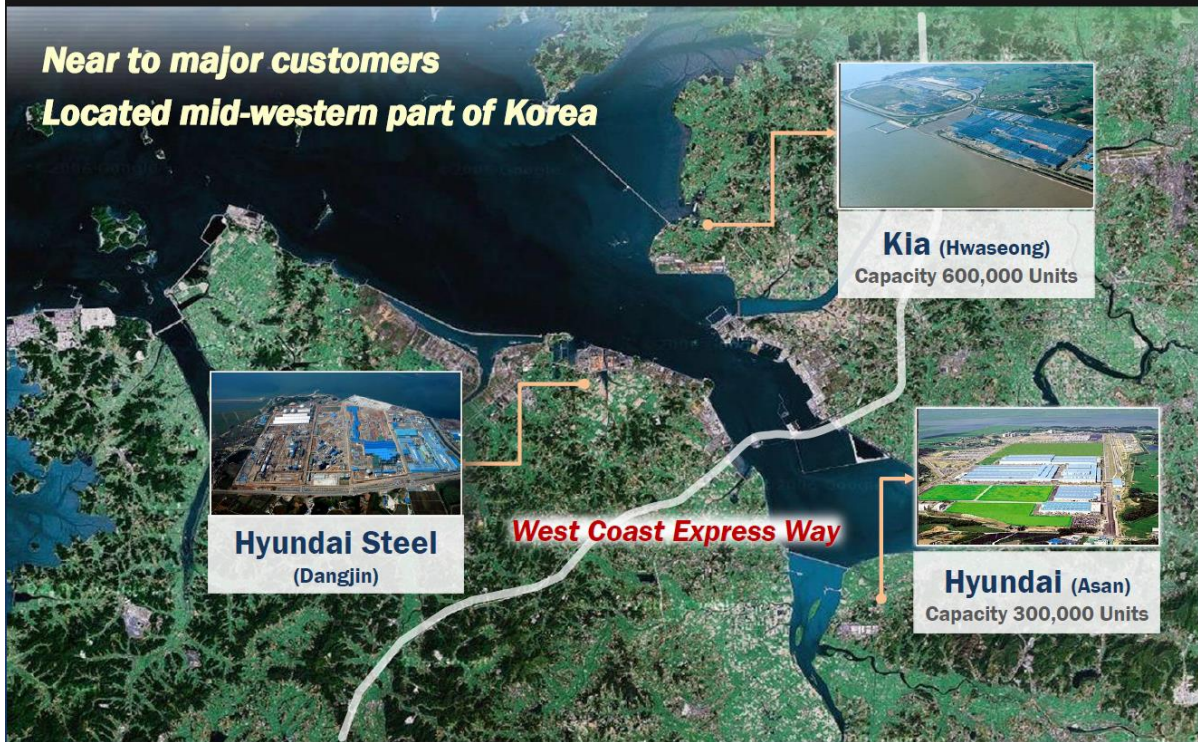 Near to major customers
Located mid-western part of Korea
Kia (Hwaseong)
Capacity 600,000 Units
Hyundai Steel
(Dangjin)
West Coast Express Way
Hyundai (Asan)
Capacity 300,000 Units